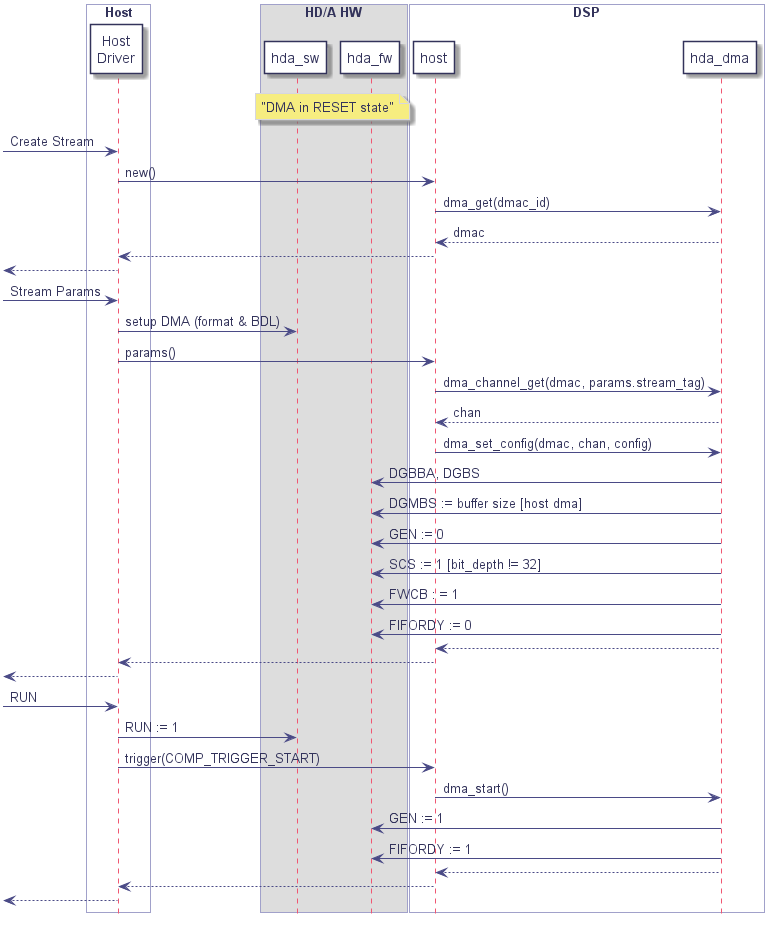 Host
HD/A HW
DSP
Host
Driver
hda_sw
hda_fw
host
hda_dma
"DMA in RESET state"
Create Stream
new()
dma_get(dmac_id)
dmac
Stream Params
setup DMA (format & BDL)
params()
dma_channel_get(dmac, params.stream_tag)
chan
dma_set_config(dmac, chan, config)
DGBBA, DGBS
DGMBS := buffer size [host dma]
GEN := 0
SCS := 1 [bit_depth != 32]
FWCB : = 1
FIFORDY := 0
RUN
RUN := 1
trigger(COMP_TRIGGER_START)
dma_start()
GEN := 1
FIFORDY := 1